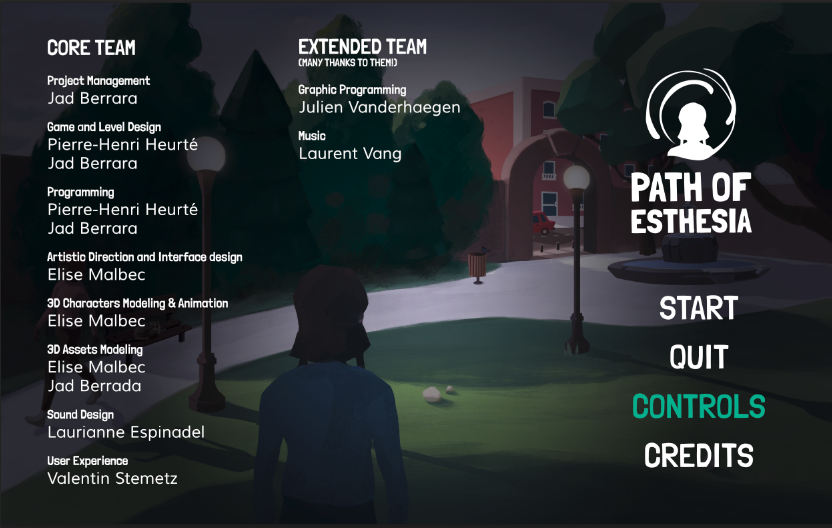 CORE TEAM
Project Management
Jad Berrara
Game and Level Design
Pierre-Henri Heurté
Jad Berrara
Programming
Pierre-Henri Heurté
Jad Berrara
Artistic Direction and Interface design
Elise Malbec
3D Characters Modeling & Animation
Elise Malbec
3D Assets Modeling
Elise Malbec
Jad Berrada
Sound Design
Laurianne Espinadel
User Experience
Valentin Stemetz
EXTENDED TEAM
(MANY THANKS TO THEM!)
Graphic Programming
Julien Vanderhaegen
Music
Laurent Vang
PATH OF
ESTHESIA
START
QUIT
CONTROLS
CREDITS